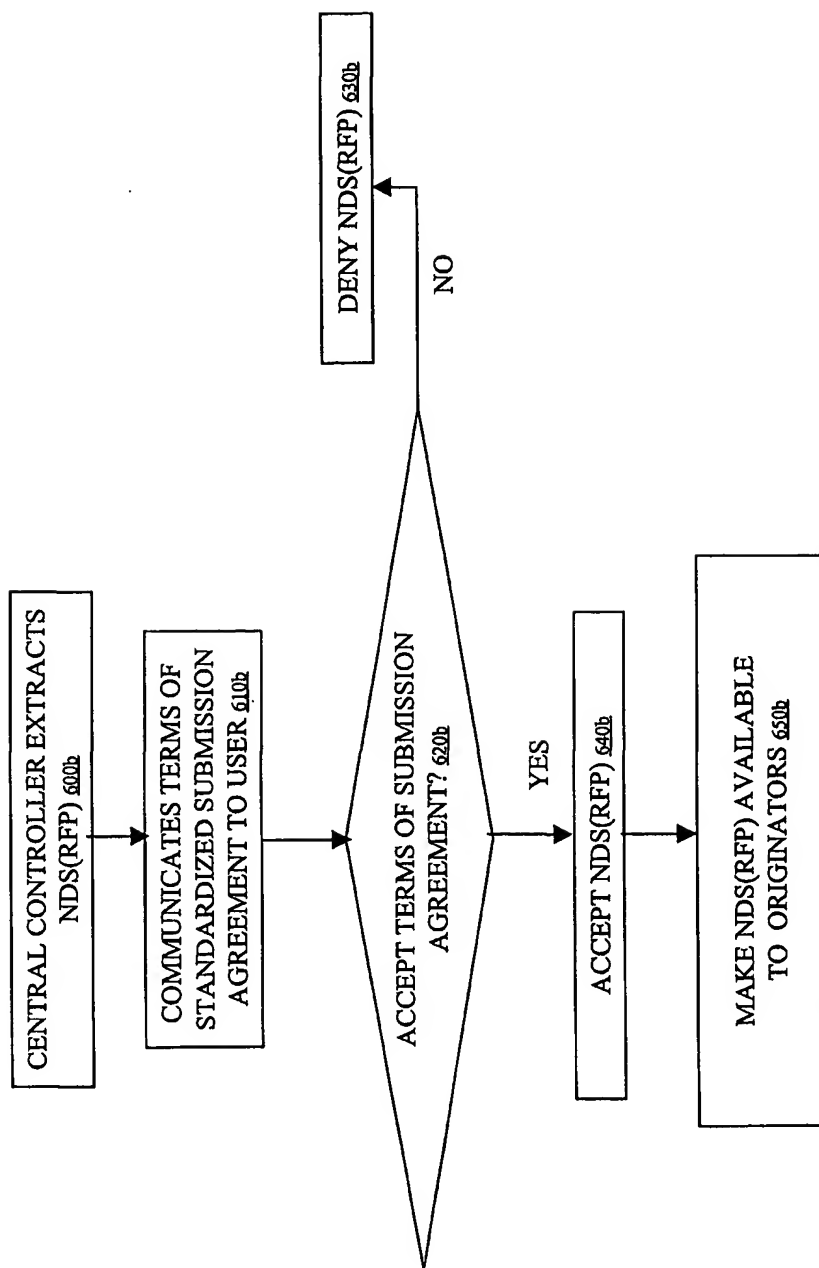 CENTRAL CONTROLLER EXTRACTS
NDS(RFP) 600b
COMMUNICATES TERMS OF
STANDARDIZED SUBMISSION
AGREEMENT TO USER 610b
ACCEPT TERMS OF SUBMISSION
AGREEMENT? 620b
NO
DENY NDS(RFP) 630b
YES
ACCEPT NDS(RFP) 640b
MAKE NDS(RFP) AVAILABLE
TO ORIGINATORS 650b